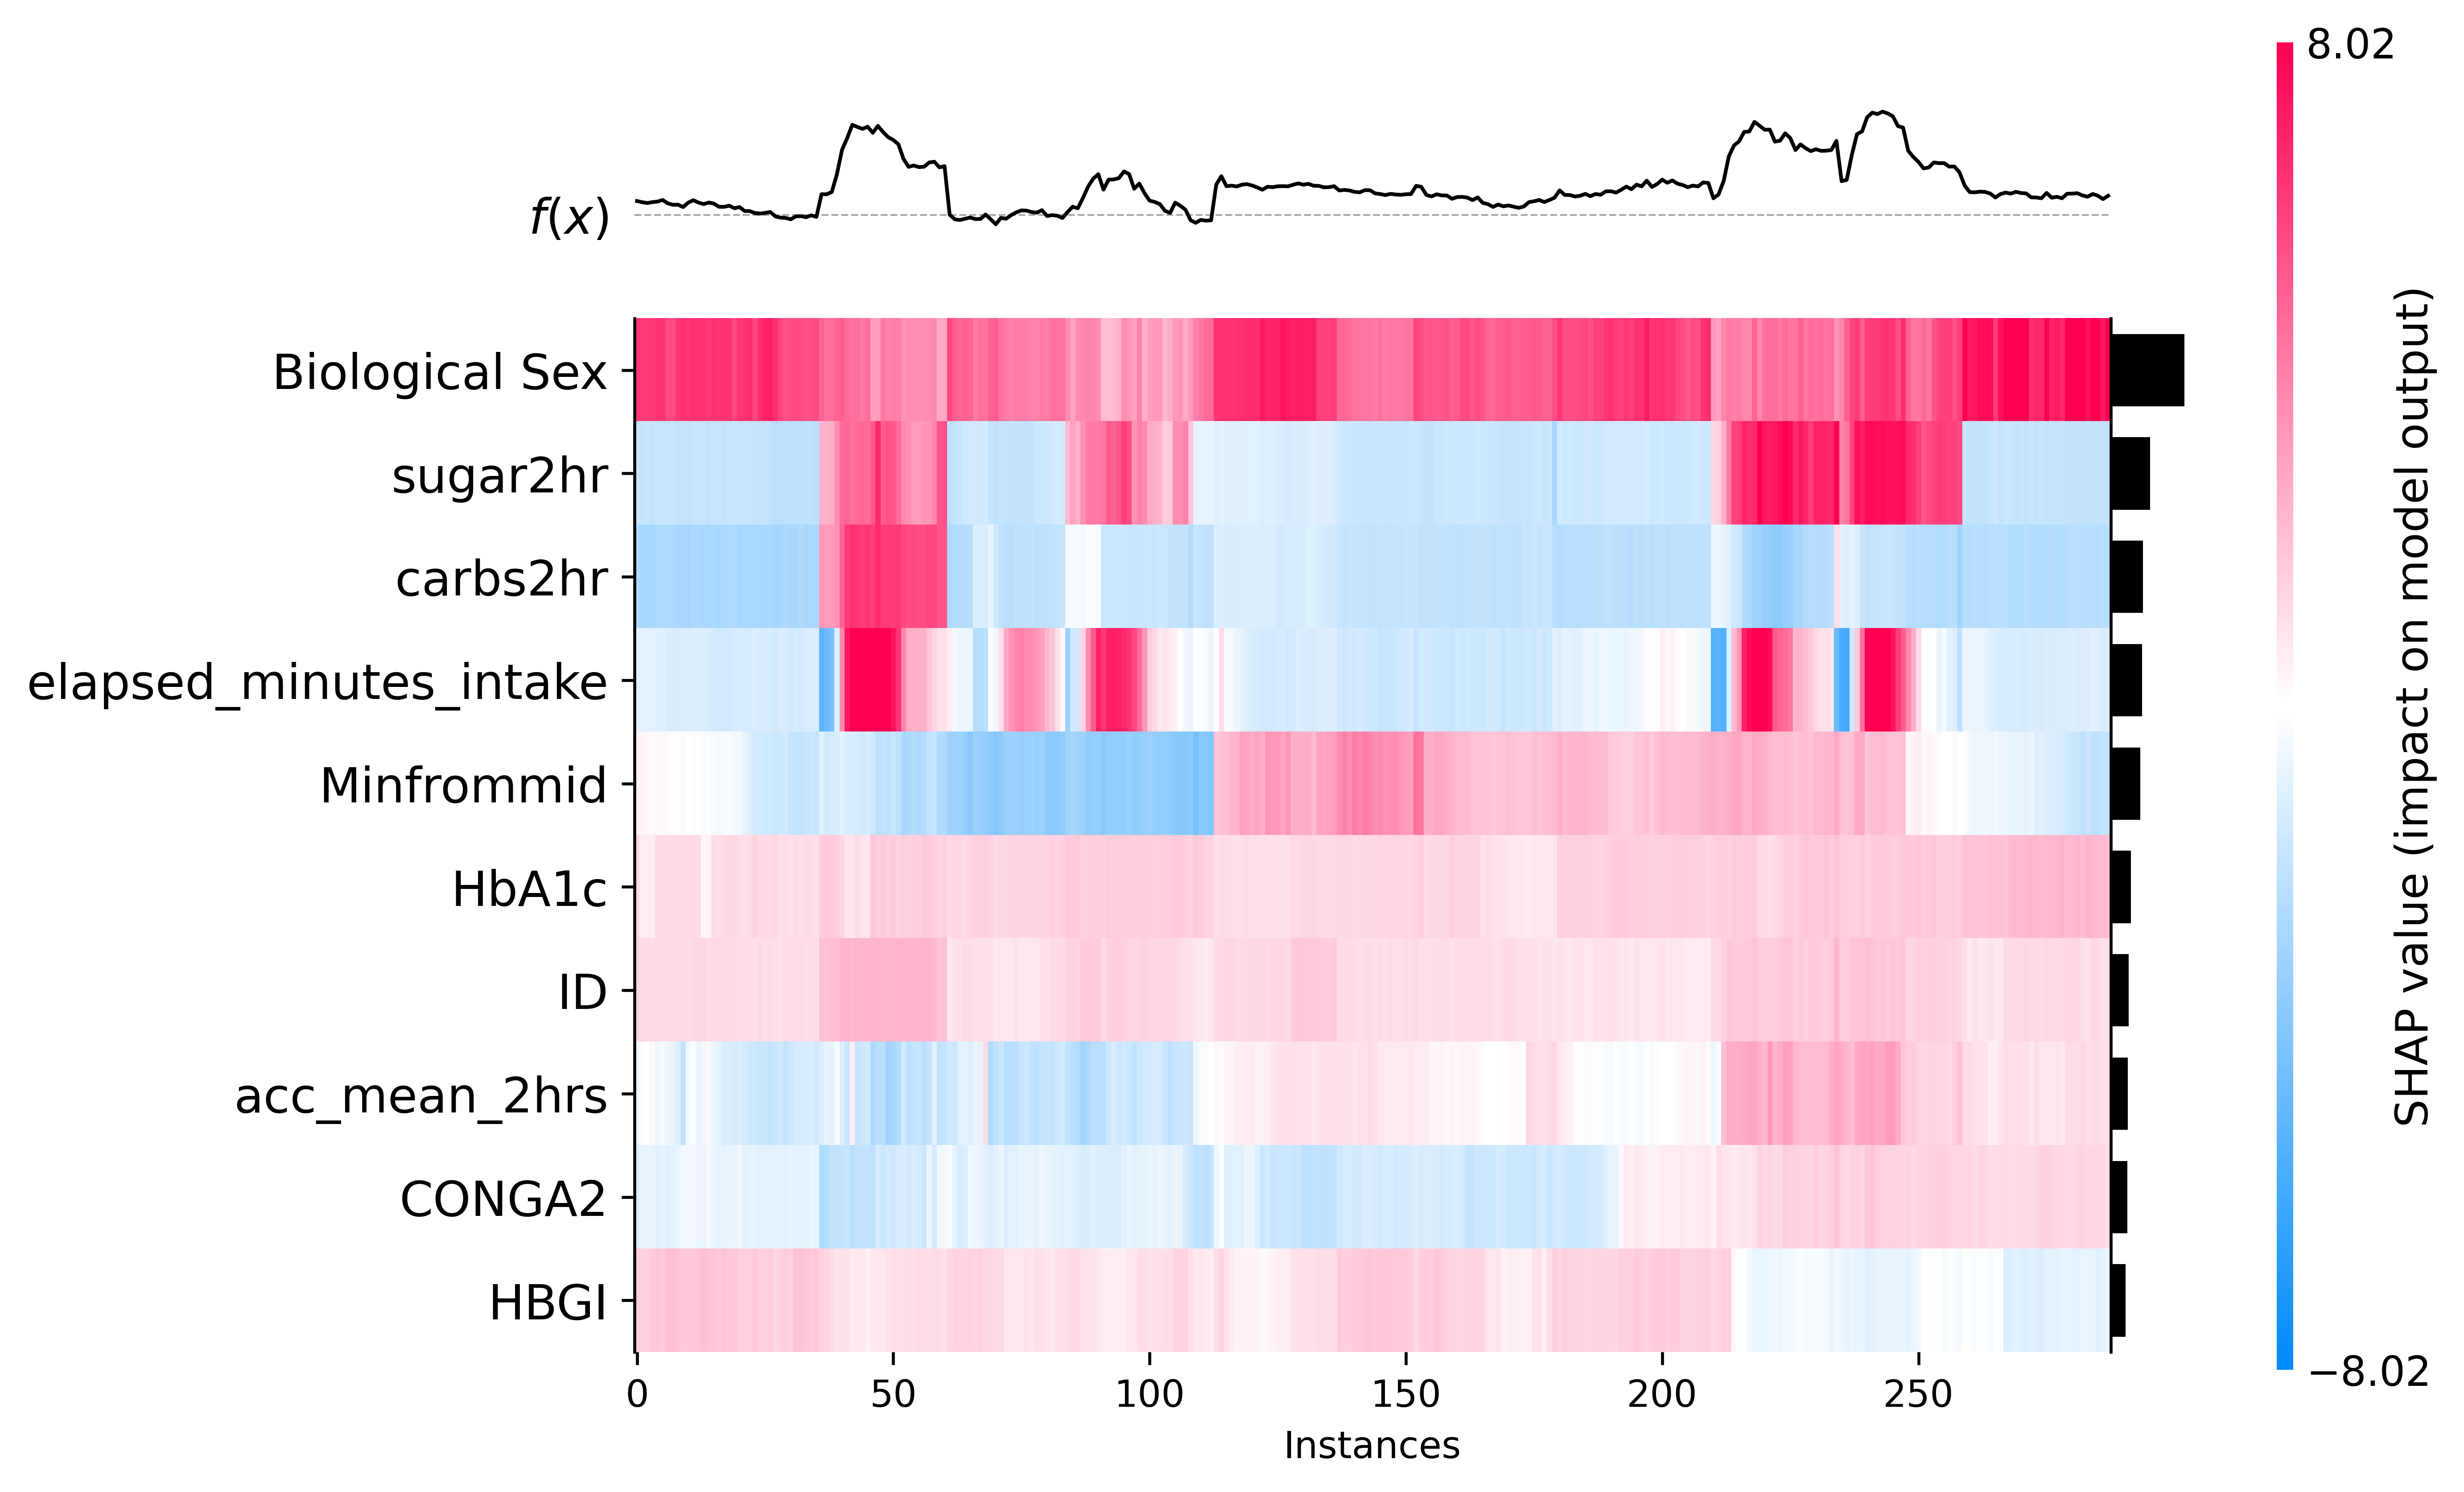 8.02
f(x)
Biological Sex
sugar2hr
carbs2hr
elapsed_minutes_intake
Minfrommid
HbA1c
ID
acc_mean_2hrs
CONGA2
HBGI
0 50 100 150 200 250
Instances
SHAP value (impact on model output)
−8.02